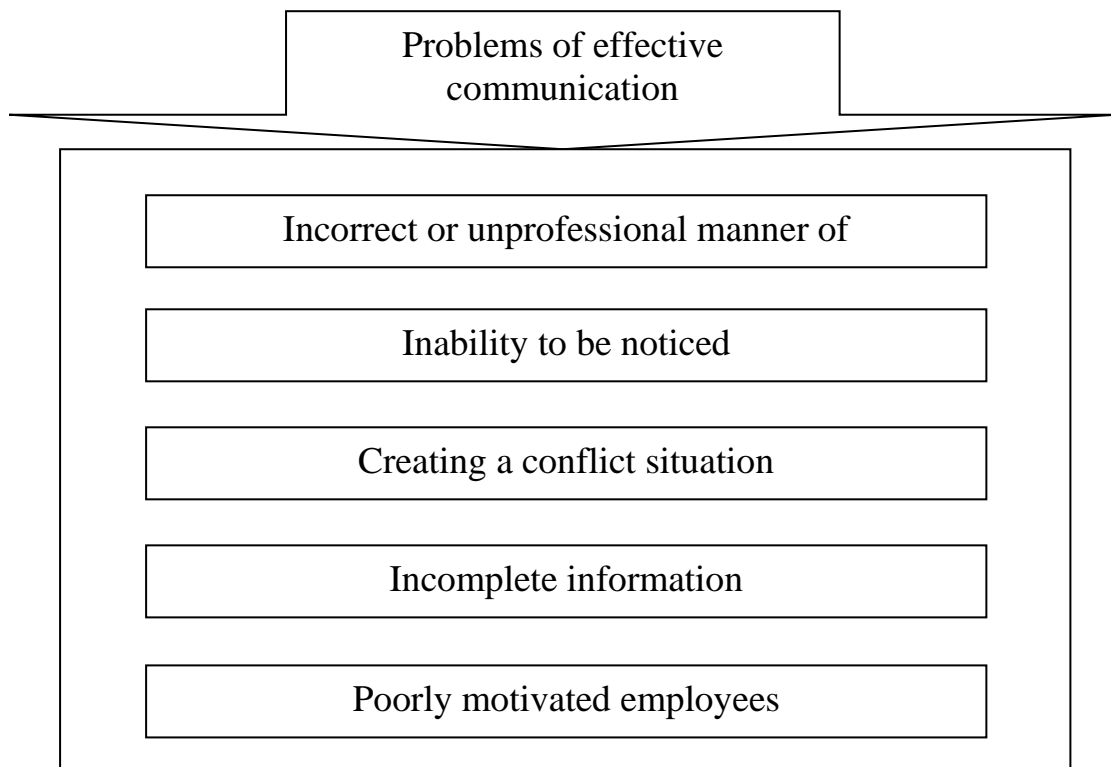 Problems of effective
communication
Incorrect or unprofessional manner of
Inability to be noticed
Creating a conflict situation
Incomplete information
Poorly motivated employees